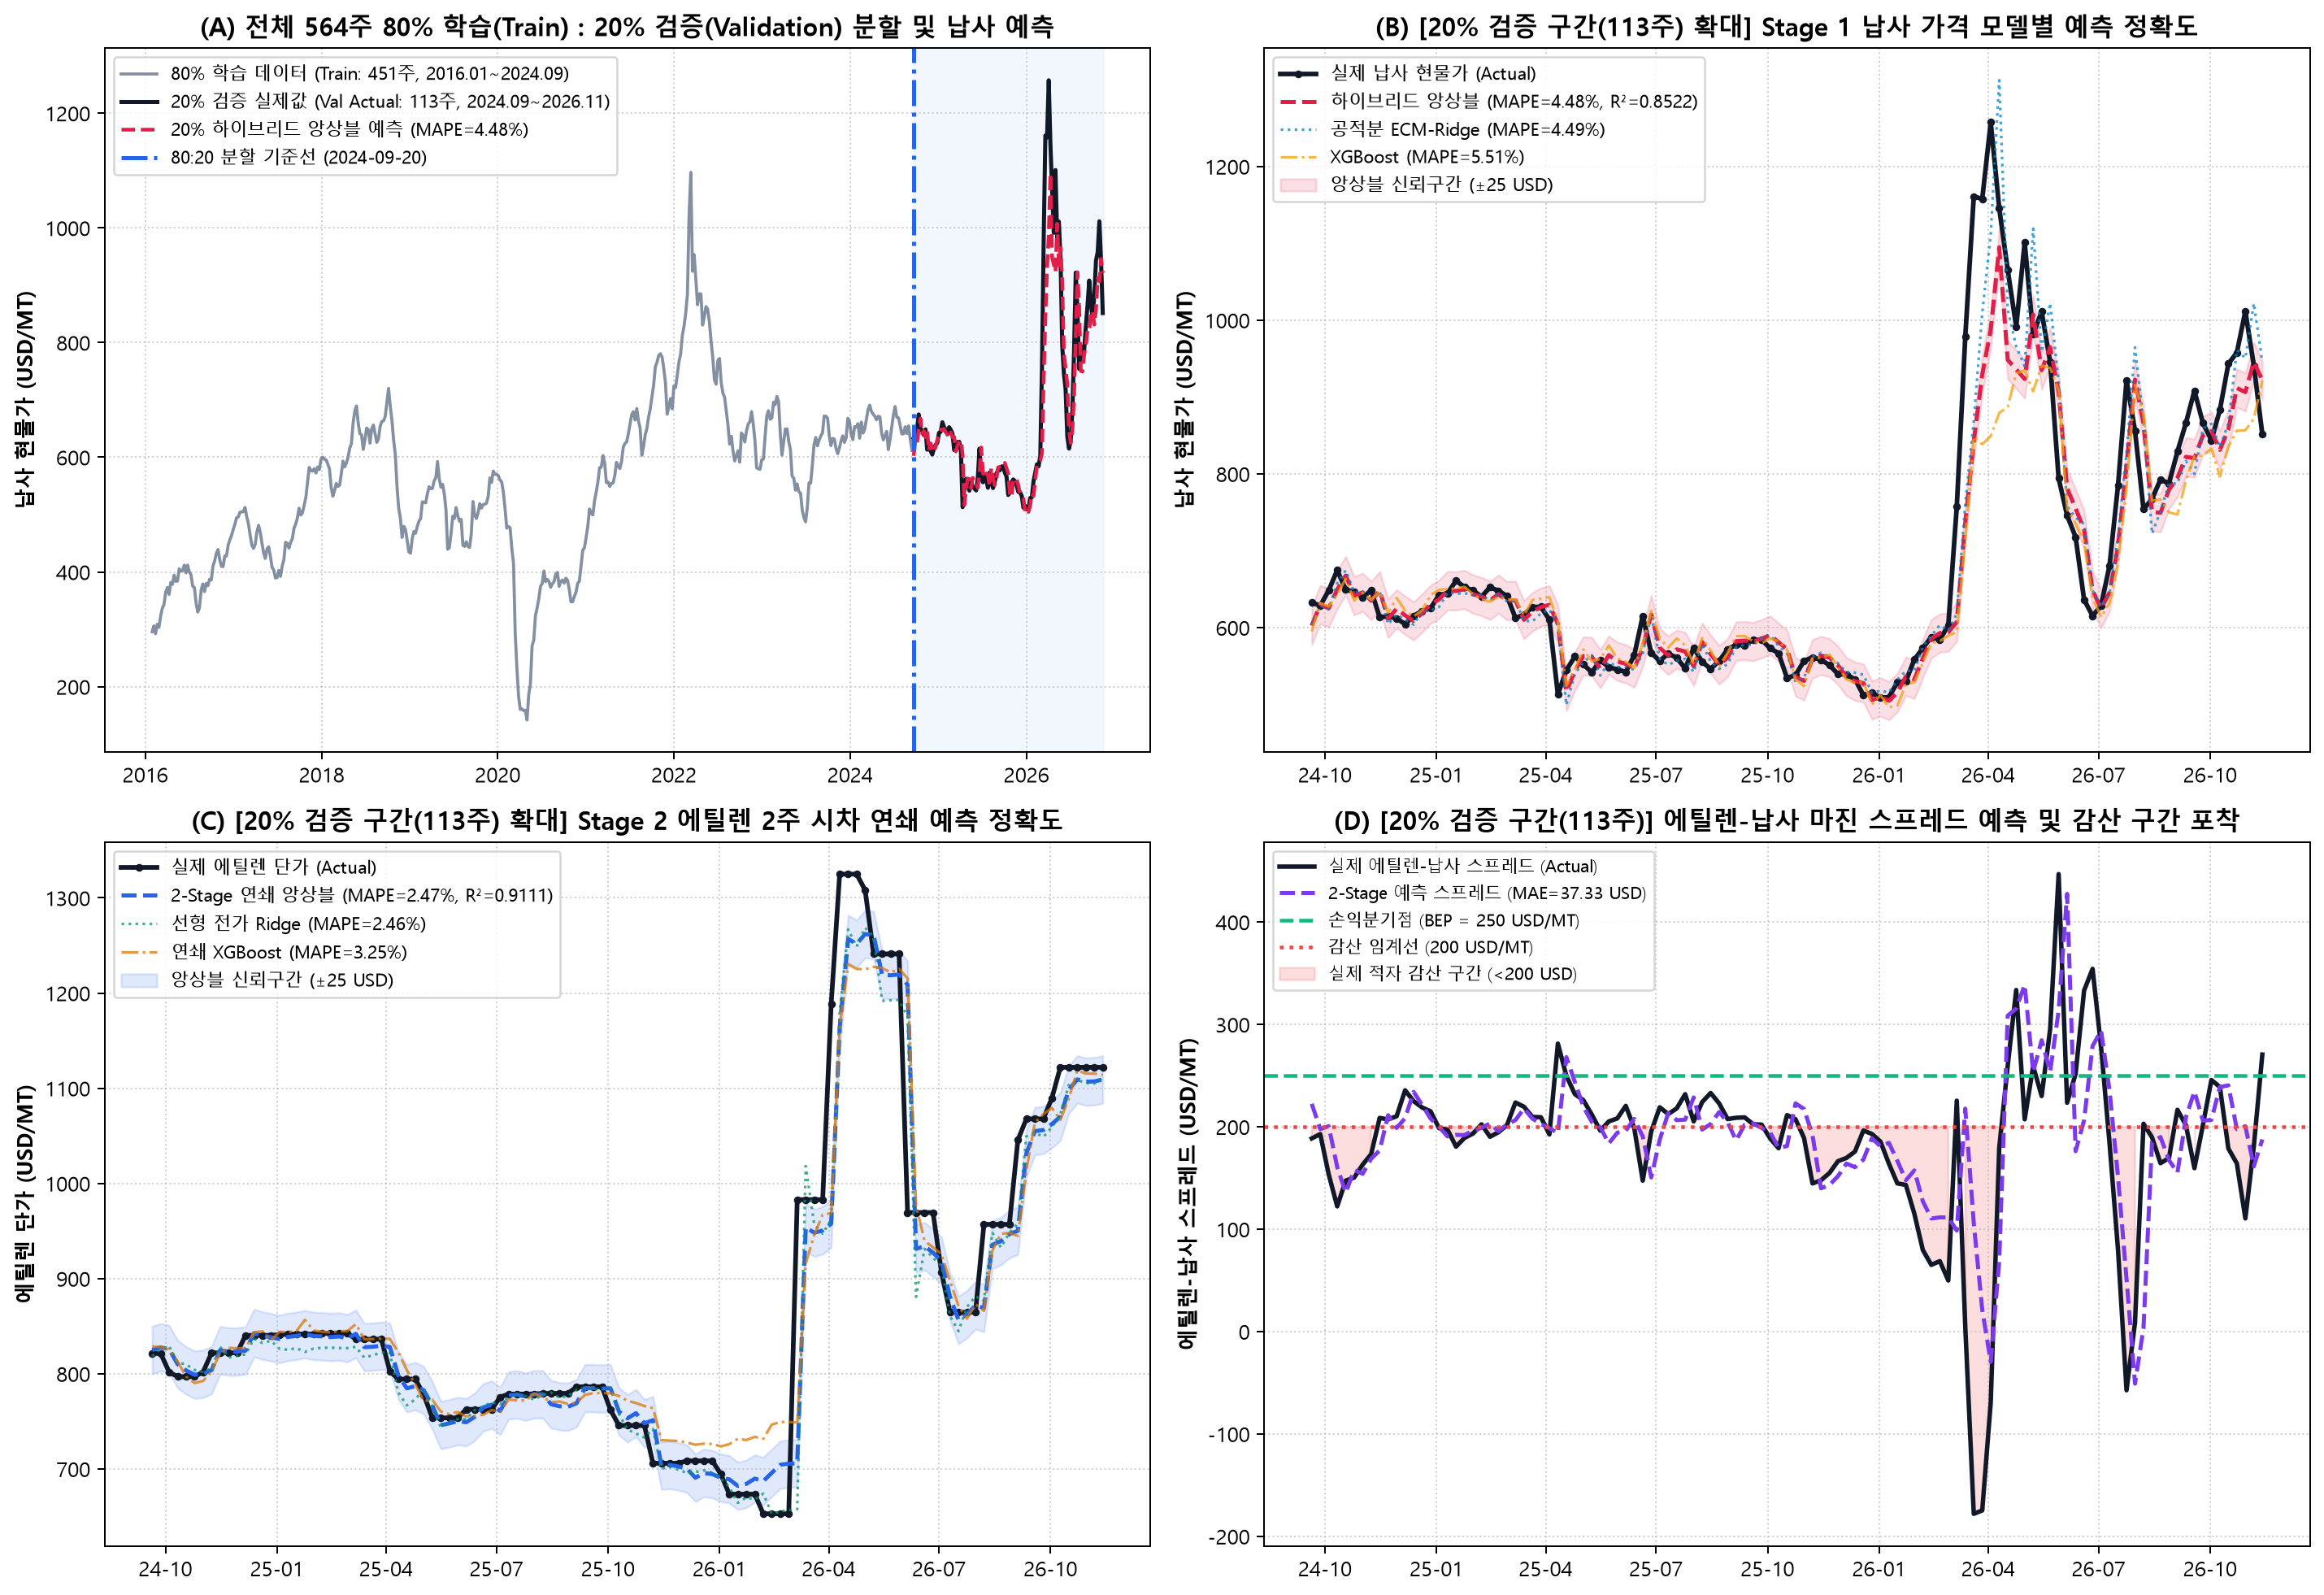 (A) 전체 564주 80% 학습(Train) : 20% 검증(Validation) 분할 및 납사 예측
80% 학습 데이터 (Train: 451주, 2016.01~2024.09)
20% 검증 실제값 (Val Actual: 113주, 2024.09~2026.11)
20% 하이브리드 앙상블 예측 (MAPE=4.48%)
80:20 분할 기준선 (2024-09-20)
납사 현물가 (USD/MT)
1200
1000
800
600
400
200
2016 2018 2020 2022 2024 2026
(B) [20% 검증 구간(113주) 확대] Stage 1 납사 가격 모델별 예측 정확도
실제 납사 현물가 (Actual)
하이브리드 앙상블 (MAPE=4.48%, R²=0.8522)
공적분 ECM-Ridge (MAPE=4.49%)
XGBoost (MAPE=5.51%)
앙상블 신뢰구간 (±25 USD)
납사 현물가 (USD/MT)
1200
1000
800
600
24-10 25-01 25-04 25-07 25-10 26-01 26-04 26-07 26-10
(C) [20% 검증 구간(113주) 확대] Stage 2 에틸렌 2주 시차 연쇄 예측 정확도
실제 에틸렌 단가 (Actual)
2-Stage 연쇄 앙상블 (MAPE=2.47%, R²=0.9111)
선형 전가 Ridge (MAPE=2.46%)
연쇄 XGBoost (MAPE=3.25%)
앙상블 신뢰구간 (±25 USD)
에틸렌 단가 (USD/MT)
1300
1200
1100
1000
900
800
700
24-10 25-01 25-04 25-07 25-10 26-01 26-04 26-07 26-10
(D) [20% 검증 구간(113주)] 에틸렌-납사 마진 스프레드 예측 및 감산 구간 포착
실제 에틸렌-납사 스프레드 (Actual)
2-Stage 예측 스프레드 (MAE=37.33 USD)
손익분기점 (BEP = 250 USD/MT)
감산 임계선 (200 USD/MT)
실제 적자 감산 구간 (<200 USD)
에틸렌-납사 스프레드 (USD/MT)
400
300
200
100
0
-100
-200
24-10 25-01 25-04 25-07 25-10 26-01 26-04 26-07 26-10